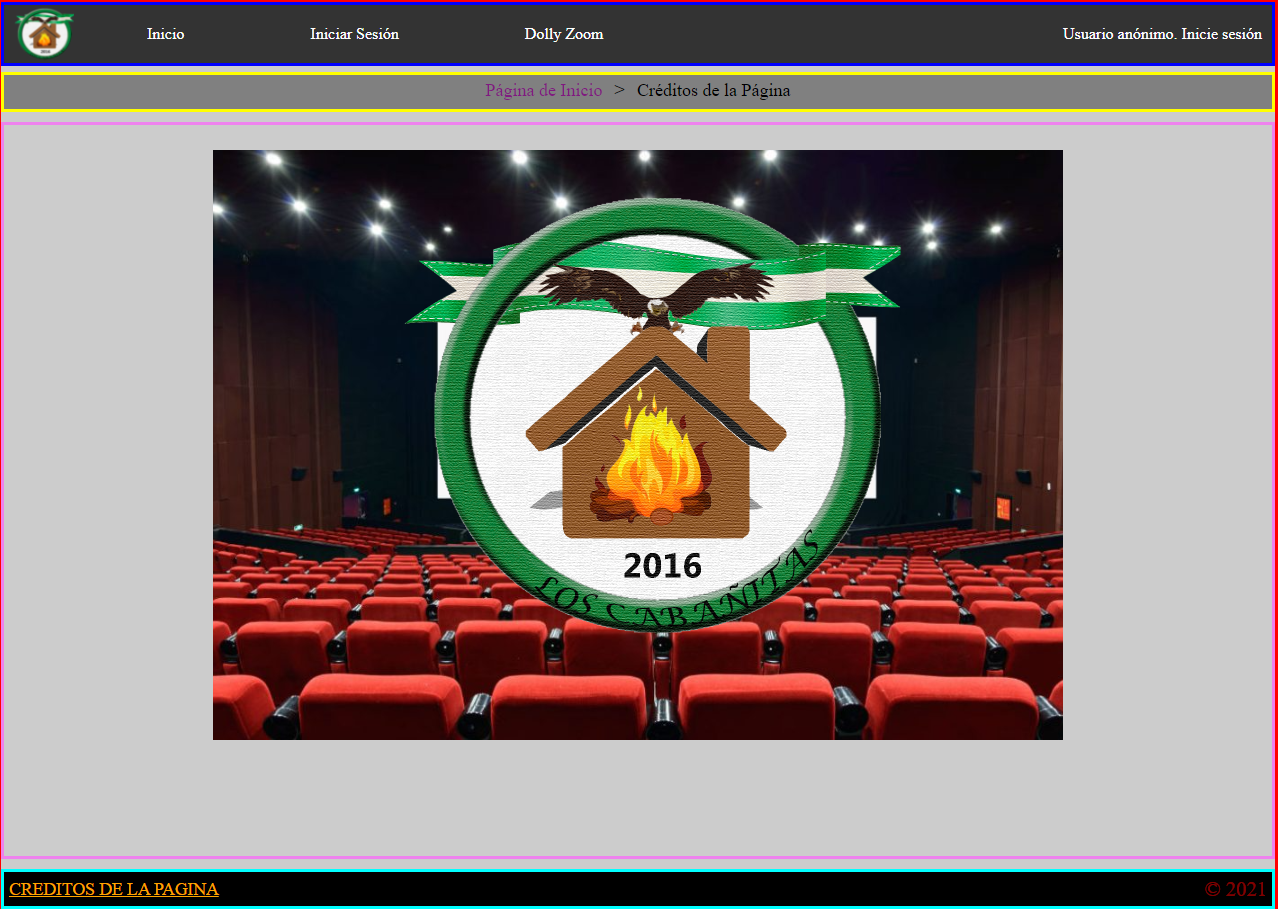 Inicio Iniciar Sesión Dolly Zoom Usuario anónimo. Inicie sesión
Página de Inicio > Créditos de la Página
2016
LOS CABAÑITAS
CREDITOS DE LA PAGINA © 2021